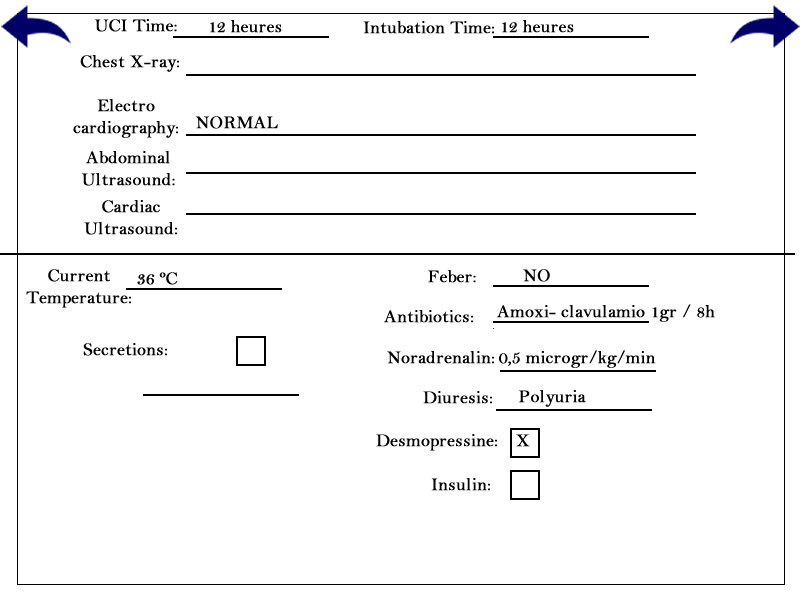 UCI Time: 12 heures Intubation Time: 12 heures
Chest X-ray:
Electro
cardiography: NORMAL
Abdominal
Ultrasound:
Cardiac
Ultrasound:
Current 36 ºC
Temperature:
Feber: NO
Antibiotics: Amoxi- clavulamio 1gr / 8h
Secretions:
Noradrenalin: 0,5 microgr/kg/min
Diuresis: Polyuria
Desmopressine: X
Insulin: